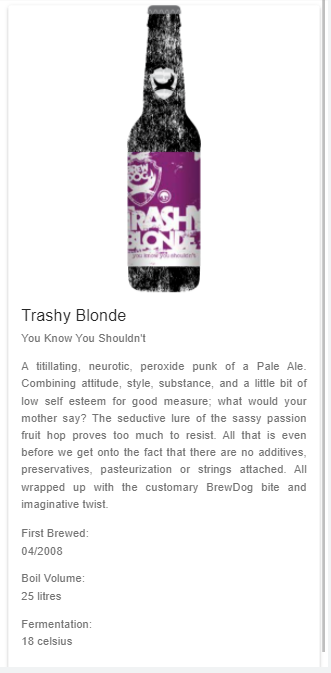 TRASHY
BLONDE
you know you shouldn't
Trashy Blonde
You Know You Shouldn't
A titillating, neurotic, peroxide punk of a Pale Ale.
Combining attitude, style, substance, and a little bit of
low self esteem for good measure; what would your
mother say? The seductive lure of the sassy passion
fruit hop proves too much to resist. All that is even
before we get onto the fact that there are no additives,
preservatives, pasteurization or strings attached. All
wrapped up with the customary BrewDog bite and
imaginative twist.
First Brewed:
04/2008
Boil Volume:
25 litres
Fermentation:
18 celsius